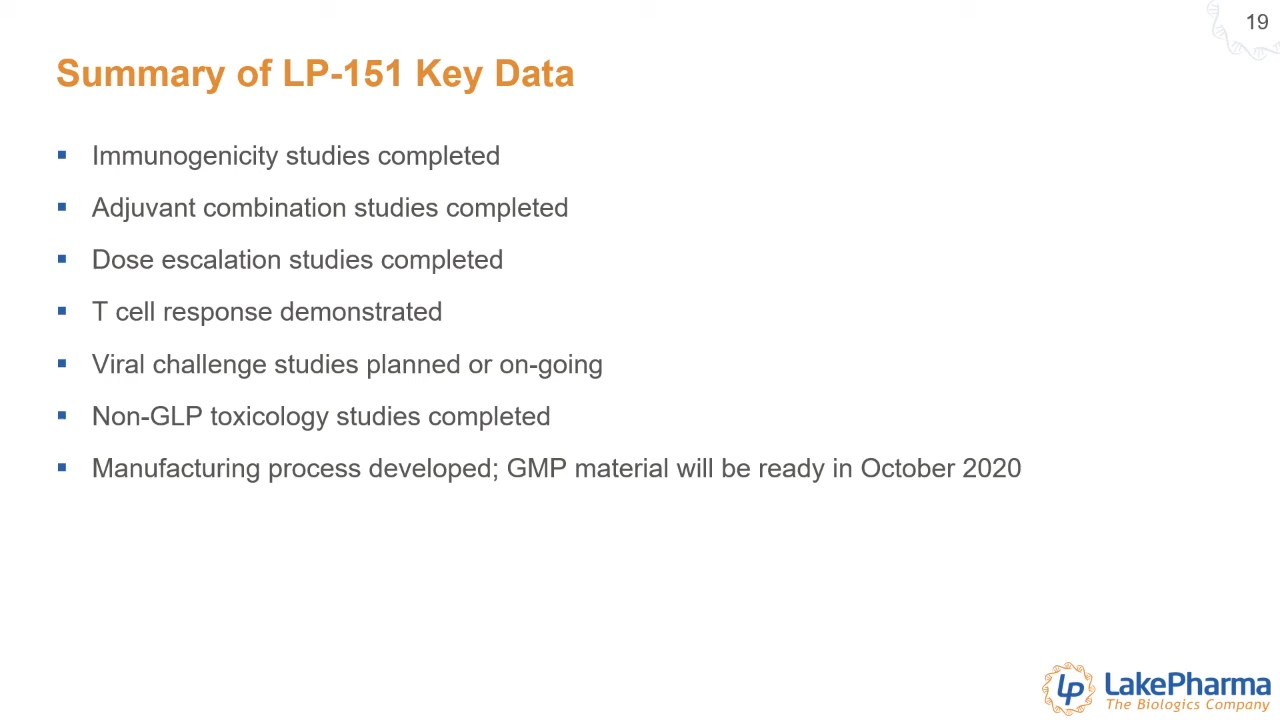 19
Summary of LP-151 Key Data
▪ Immunogenicity studies completed
▪ Adjuvant combination studies completed
▪ Dose escalation studies completed
▪ T cell response demonstrated
▪ Viral challenge studies planned or on-going
▪ Non-GLP toxicology studies completed
▪ Manufacturing process developed; GMP material will be ready in October 2020
LP LakePharma
The Biologics Company